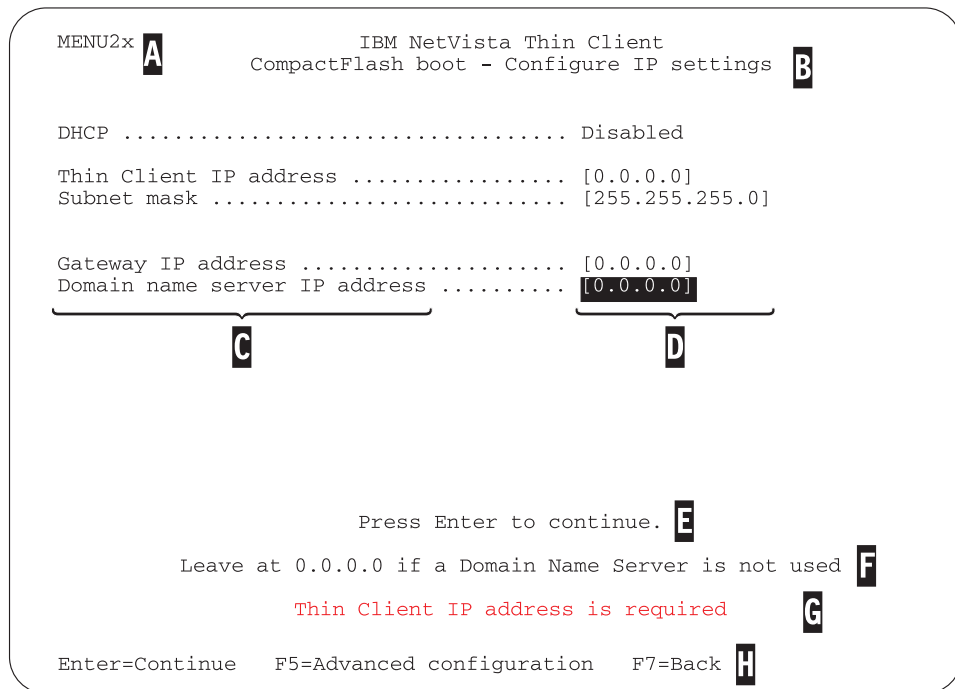 MENU2x A IBM NetVista Thin Client
CompactFlash boot - Configure IP settings B
DHCP ................................... Disabled
Thin Client IP address ................. [0.0.0.0]
Subnet mask ............................ [255.255.255.0]
Gateway IP address ..................... [0.0.0.0]
Domain name server IP address .......... [0.0.0.0]
C D
Press Enter to continue. E
Leave at 0.0.0.0 if a Domain Name Server is not used F
Thin Client IP address is required G
Enter=Continue F5=Advanced configuration F7=Back H